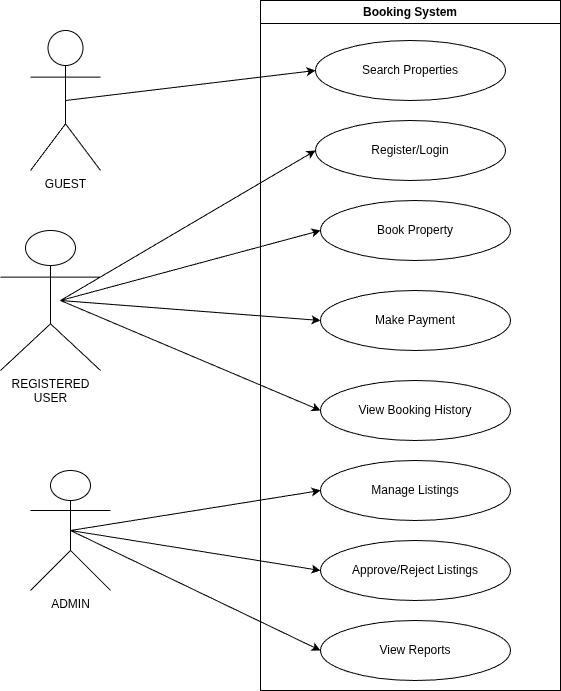 Booking System
Search Properties
GUEST
Register/Login
Book Property
REGISTERED
USER
Make Payment
View Booking History
Manage Listings
ADMIN
Approve/Reject Listings
View Reports